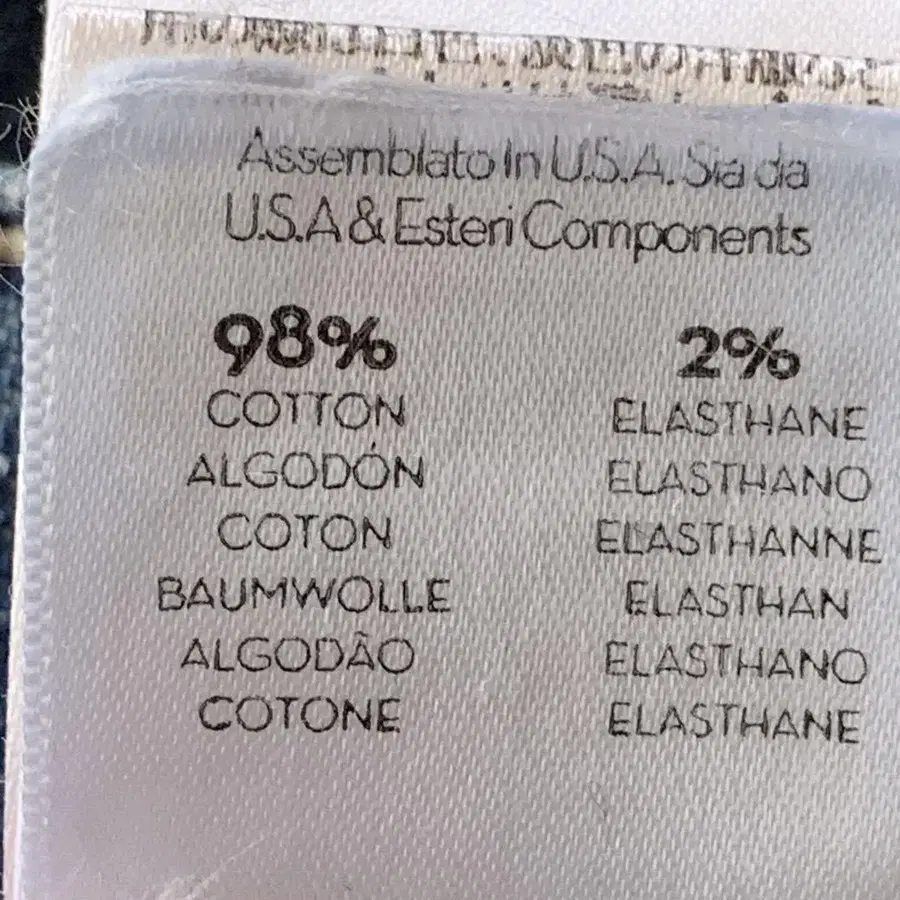 Assemblato In U.S.A. Sia da
U.S.A & Esteri Components
98% 2%
COTTON ELASTHANE
ALGODÓN ELASTHANO
COTON ELASTHANNE
BAUMWOLLE ELASTHAN
ALGODÃO ELASTHANO
COTONE ELASTHANE